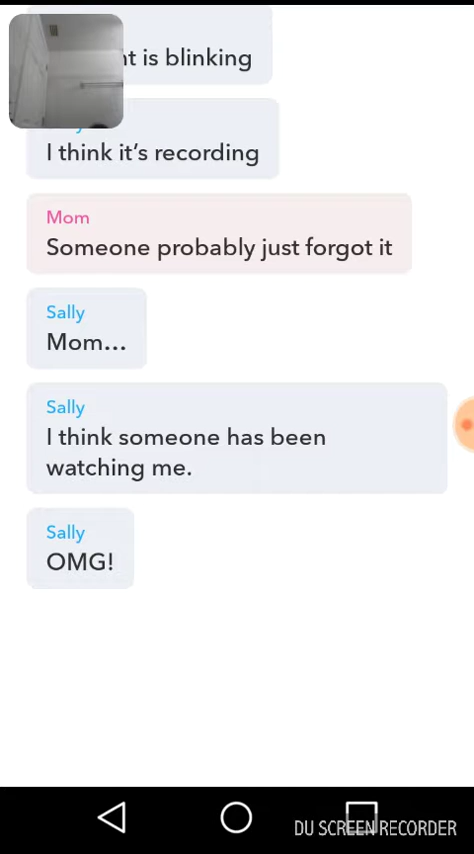 t is blinking
I think it's recording
Mom
Someone probably just forgot it
Sally
Mom...
Sally
I think someone has been
watching me.
Sally
OMG!
DU SCREEN RECORDER